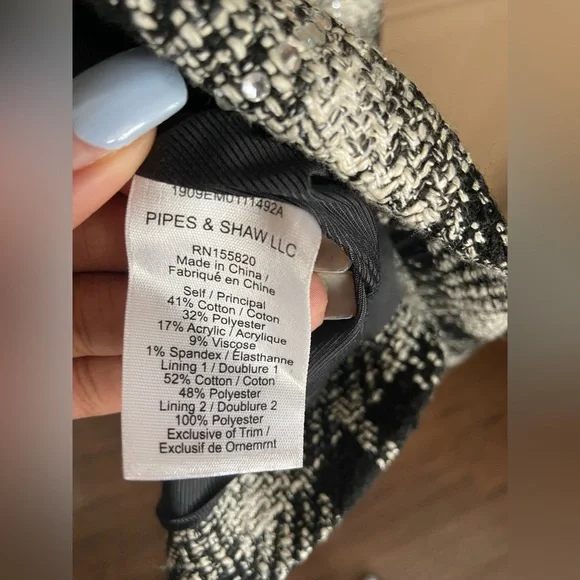 1909EM0111492A
PIPES & SHAW LLC
RN155820
Made in China /
Fabriqué en Chine
Self / Principal
41% Cotton / Coton
32% Polyester
17% Acrylic / Acrylique
9% Viscose
1% Spandex / Élasthanne
Lining 1 / Doublure 1
52% Cotton / Coton
48% Polyester
Lining 2 / Doublure 2
100% Polyester
Exclusive of Trim /
Exclusif de Ornemrnt